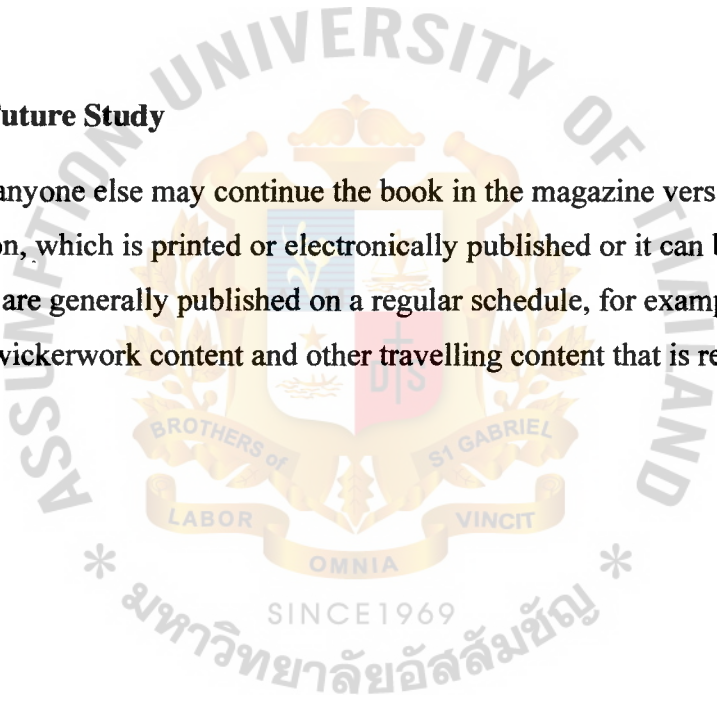 UNIVERSITY OF THAILAND
Future Study
anyone else may continue the book in the magazine vers
on, which is printed or electronically published or it can b
are generally published on a regular schedule, for examp
wickerwork content and other travelling content that is re
ASSUMPTION
D S
BROTHERS of
ST GABRIEL
LABOR
VINCIT
OMNIA
SINCE1969
มหาวิทยาลัยอัสสัมชัญ